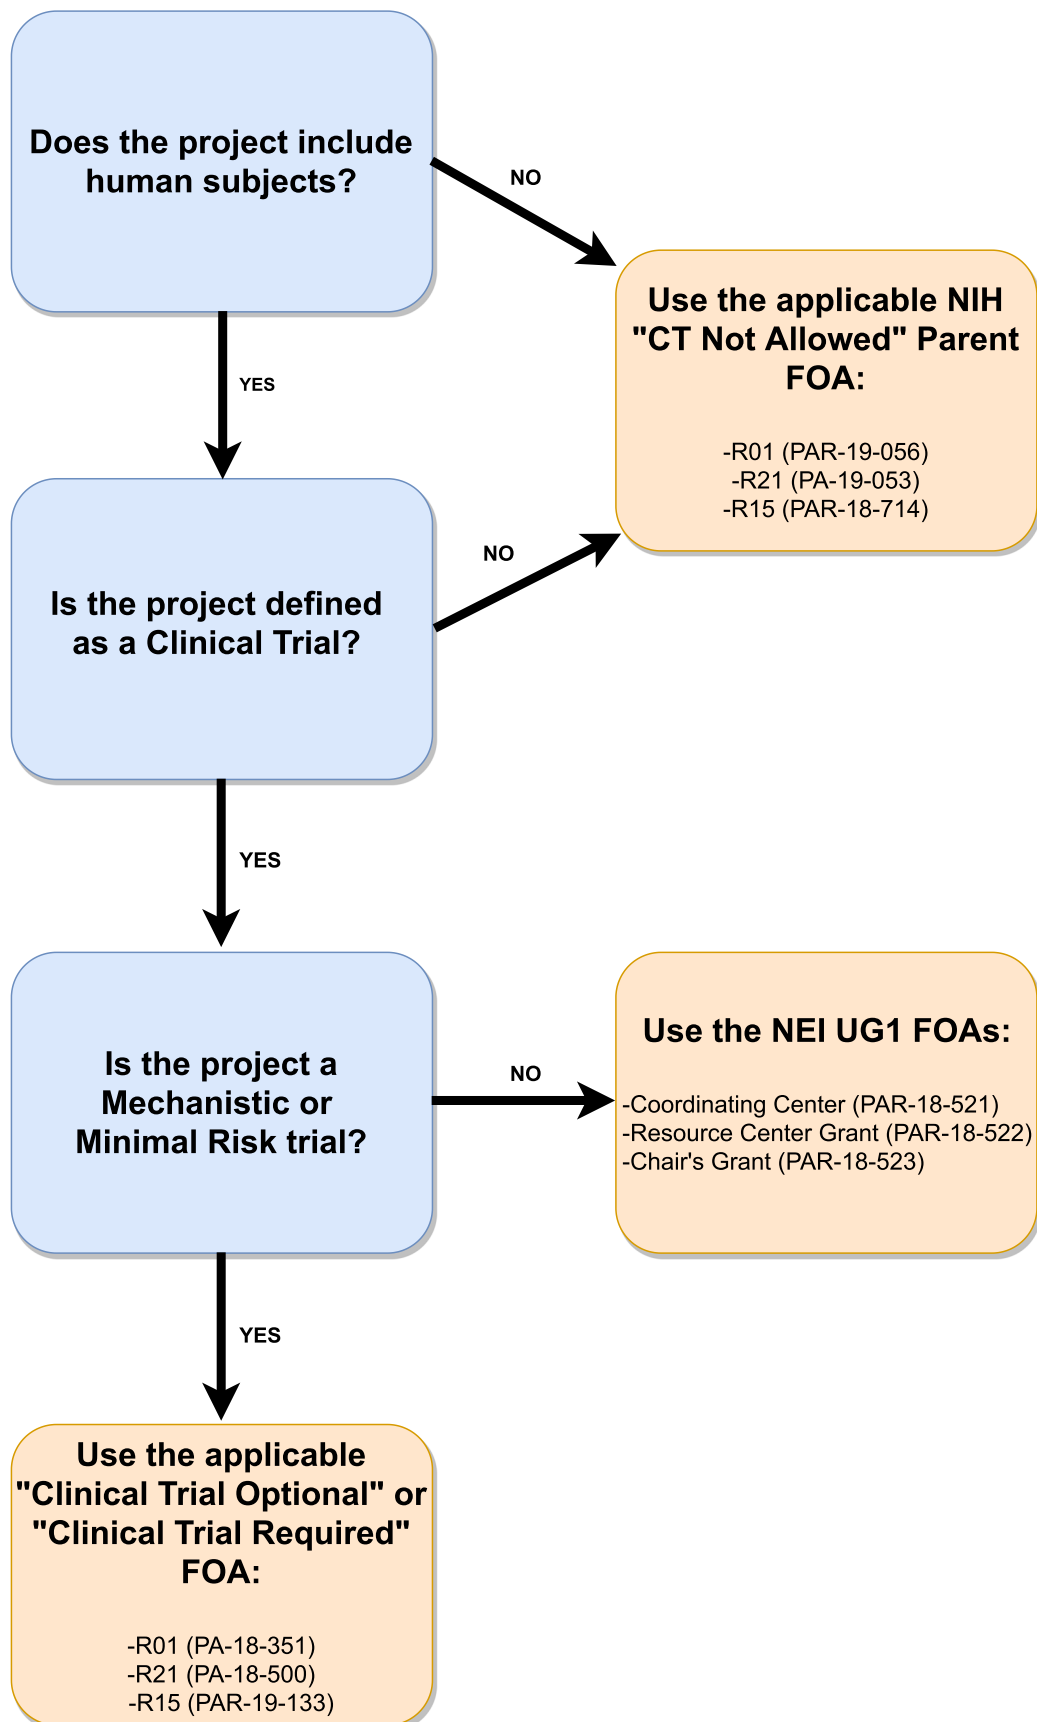 Does the project include
human subjects?
NO
Use the applicable NIH
"CT Not Allowed" Parent
FOA:
-R01 (PAR-19-056)
-R21 (PA-19-053)
-R15 (PAR-18-714)
YES
Is the project defined
as a Clinical Trial?
NO
YES
Is the project a
Mechanistic or
Minimal Risk trial?
NO
Use the NEI UG1 FOAs:
-Coordinating Center (PAR-18-521)
-Resource Center Grant (PAR-18-522)
-Chair's Grant (PAR-18-523)
YES
Use the applicable
"Clinical Trial Optional" or
"Clinical Trial Required"
FOA:
-R01 (PA-18-351)
-R21 (PA-18-500)
-R15 (PAR-19-133)